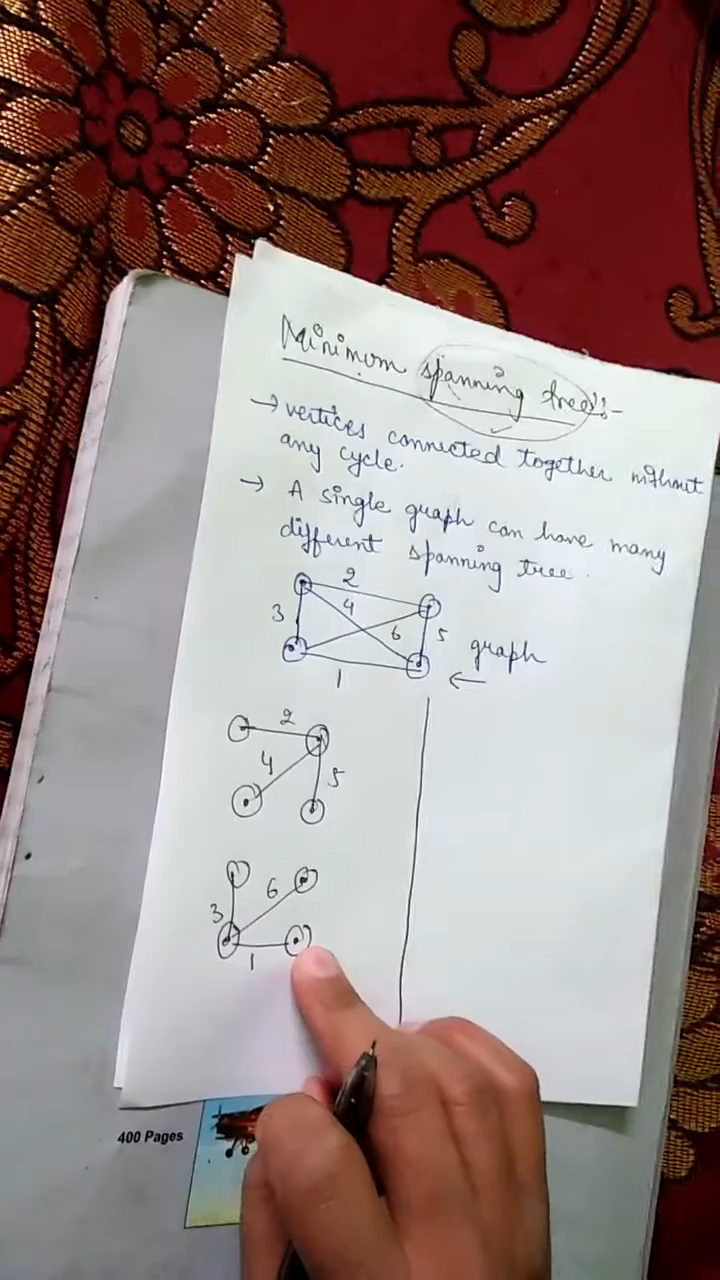 Minimum spanning tree!:-
→ vertices connected together without
any cycle.
→ A single graph can have many
different spanning tree.
2
3 4 6 5
1
← graph
2
4 5
3 6
1
400 Pages